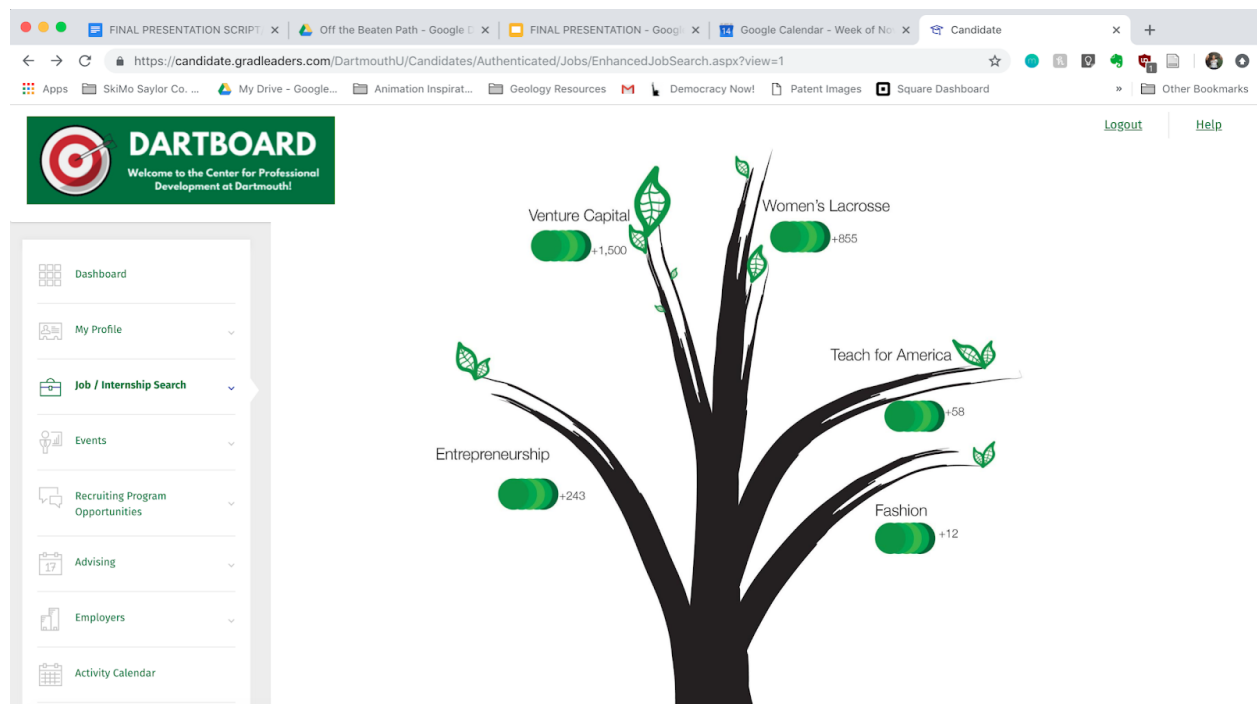 FINAL PRESENTATION SCRIPT:
Off the Beaten Path - Google D
FINAL PRESENTATION - Googl
14
Google Calendar - Week of No
Candidate
https://candidate.gradleaders.com/DartmouthU/Candidates/Authenticated/Jobs/EnhancedJobSearch.aspx?view=1
1
Apps
SkiMo Saylor Co. ...
My Drive - Google...
Animation Inspirat...
Geology Resources
Democracy Now!
Patent Images
Square Dashboard
»
Other Bookmarks
Logout
Help
DARTBOARD
Welcome to the Center for Professional
Development at Dartmouth!
Dashboard
My Profile
Job / Internship Search
Events
Recruiting Program
Opportunities
17
Advising
Employers
Activity Calendar
Venture Capital
+1,500
Women's Lacrosse
+855
Teach for America
+58
Entrepreneurship
+243
Fashion
+12